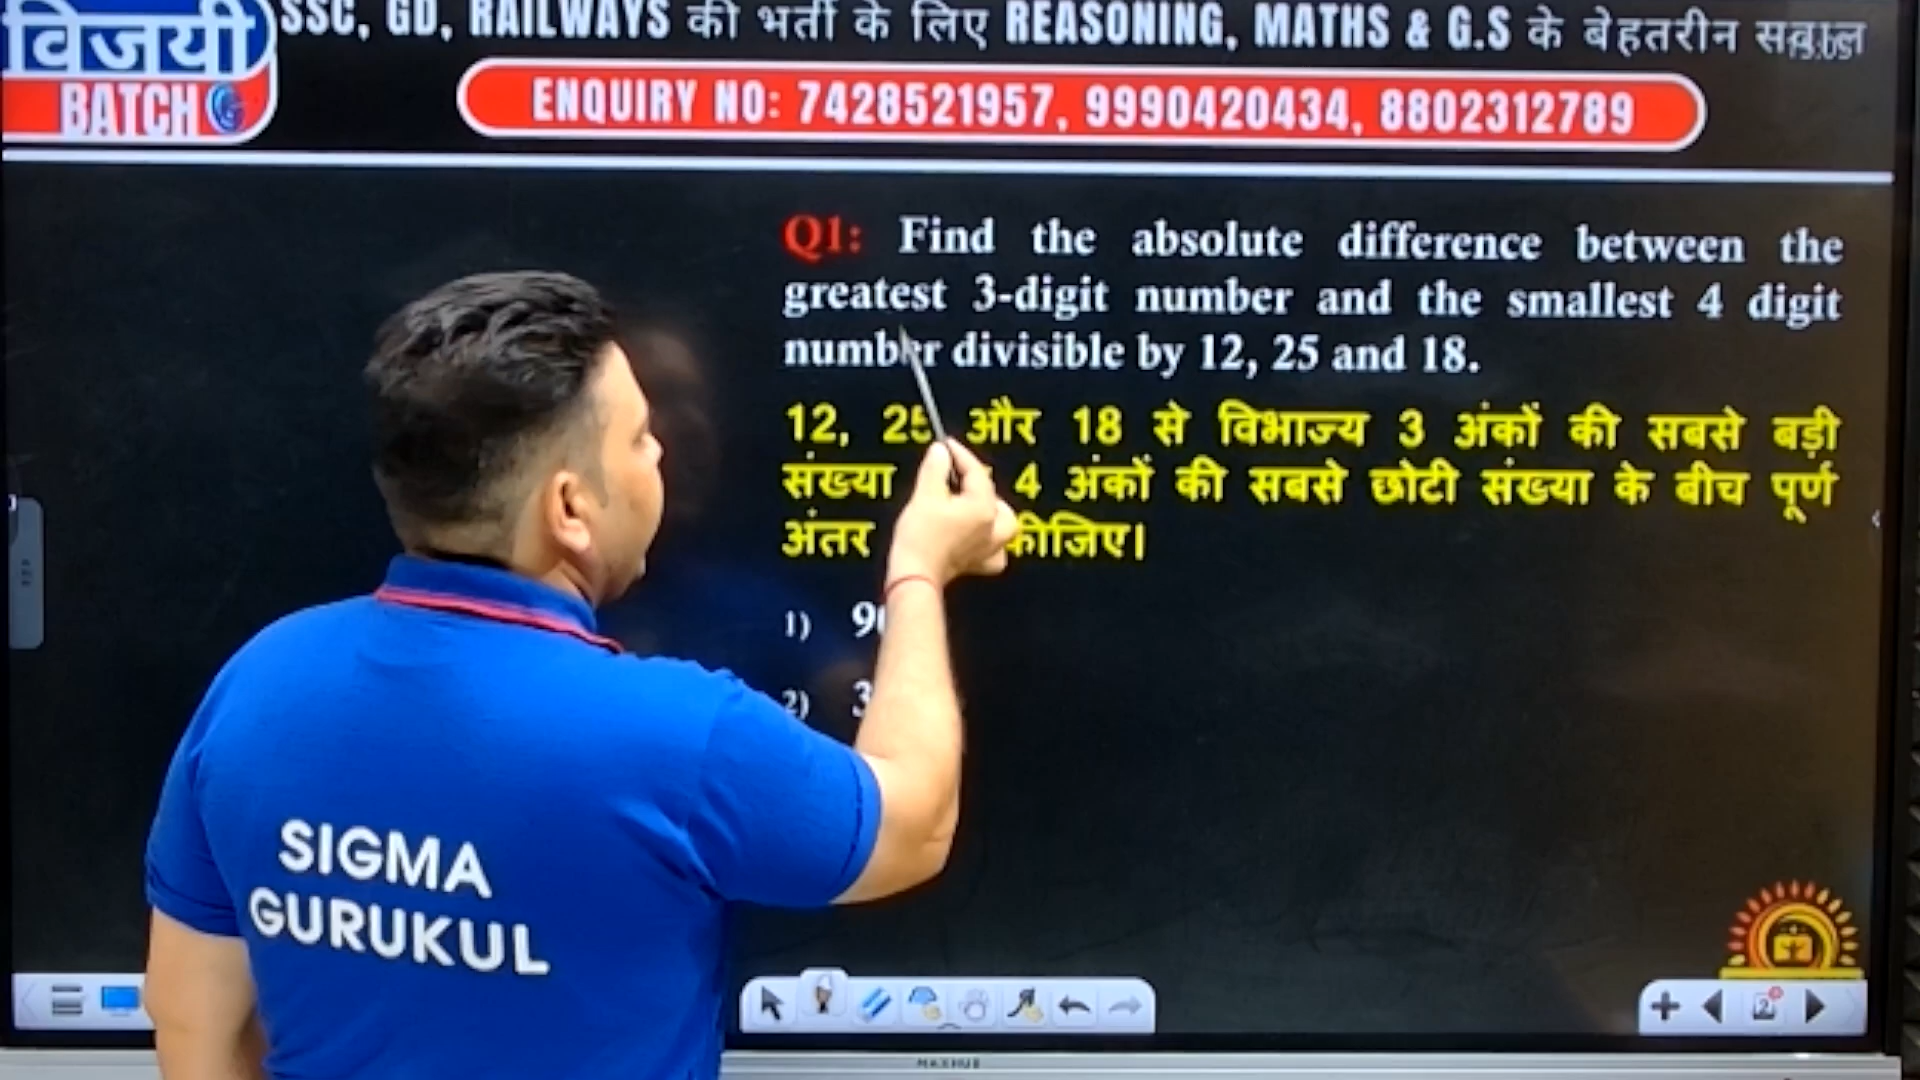 विजयी
BATCH
SSC, GD, RAILWAYS की भर्ती के लिए REASONING, MATHS & G.S के बेहतरीन सवाल
ENQUIRY NO: 7428521957, 9990420434, 8802312789
Q1: Find the absolute difference between the
greatest 3-digit number and the smallest 4 digit
number divisible by 12, 25 and 18.
12, 25 और 18 से विभाज्य 3 अंकों की सबसे बड़ी
संख्या 4 अंकों की सबसे छोटी संख्या के बीच पूर्ण
अंतर कीजिए।
1)
2)
SIGMA
GURUKUL
2
MAXHUB